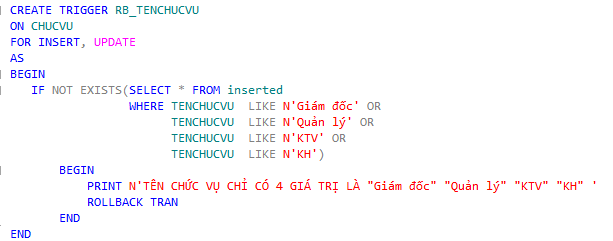 CREATE TRIGGER RB_TENCHUCVU
ON CHUCVU
FOR INSERT, UPDATE
AS
BEGIN
IF NOT EXISTS(SELECT * FROM inserted
WHERE TENCHUCVU LIKE N'Giám đốc' OR
TENCHUCVU LIKE N'Quản lý' OR
TENCHUCVU LIKE N'KTV' OR
TENCHUCVU LIKE N'KH')
BEGIN
PRINT N'TÊN CHỨC VỤ CHỈ CÓ 4 GIÁ TRỊ LÀ "Giám đốc" "Quản lý" "KTV" "KH" '
ROLLBACK TRAN
END
END